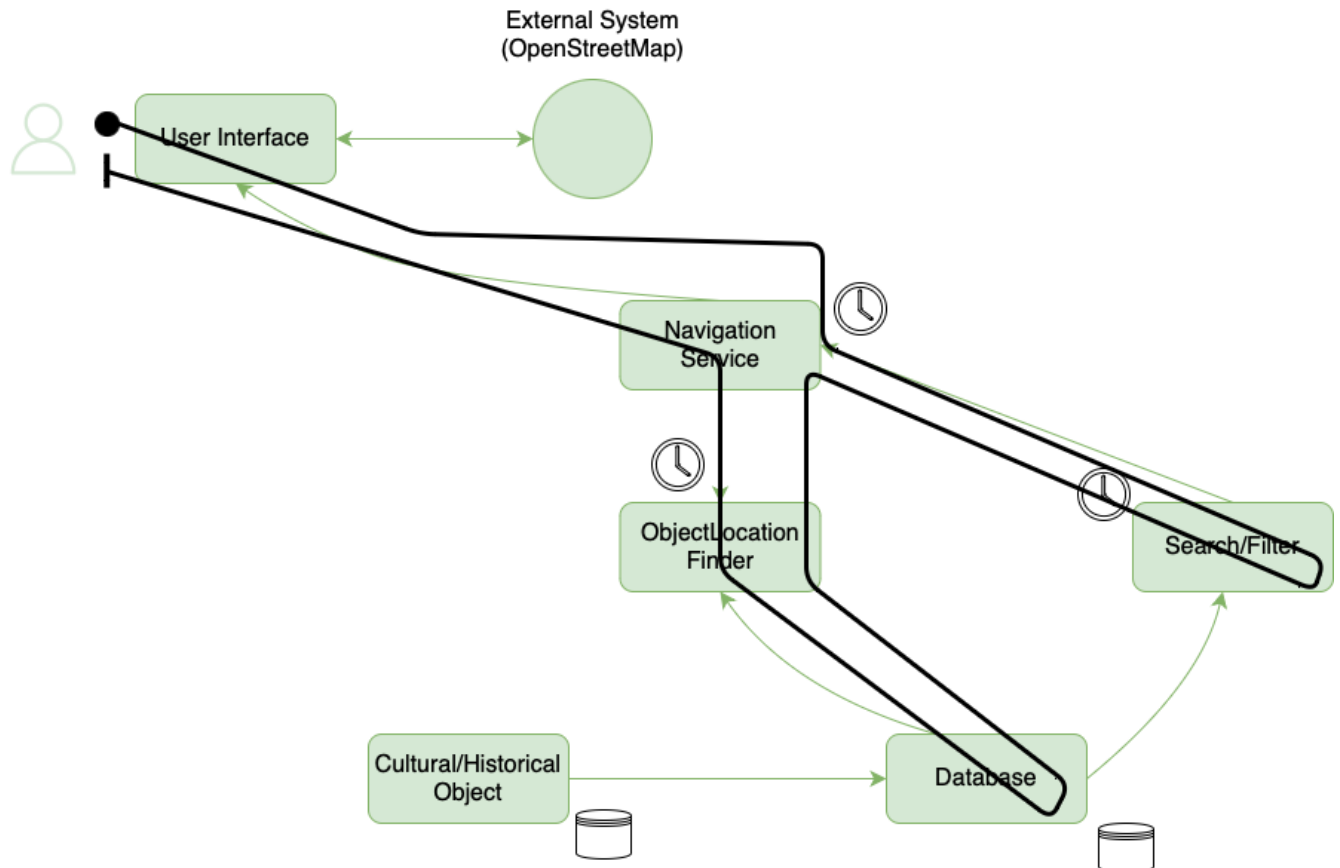 External System
(OpenStreetMap)
User Interface
Navigation
Service
ObjectLocation
Finder
Search/Filter
Cultural/Historical
Object
Database